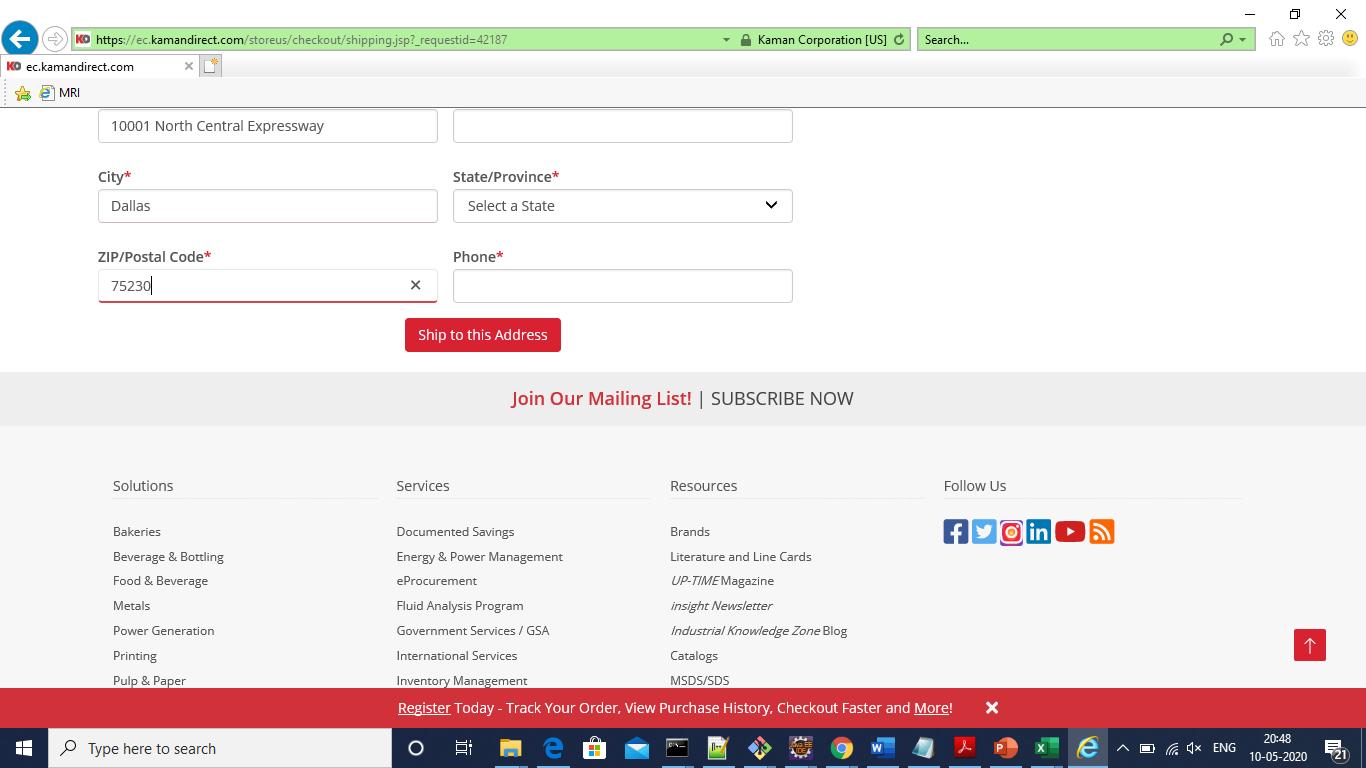 https://ec.kamandirect.com/storeus/checkout/shipping.jsp?_requestid=42187
Kaman Corporation [US]
Search...
KD ec.kamandirect.com
MRI
10001 North Central Expressway
City* State/Province*
Dallas Select a State
ZIP/Postal Code* Phone*
75230
Ship to this Address
Join Our Mailing List! | SUBSCRIBE NOW
Solutions Services Resources Follow Us
Bakeries Documented Savings Brands
Beverage & Bottling Energy & Power Management Literature and Line Cards
Food & Beverage eProcurement UP-TIME Magazine
Metals Fluid Analysis Program insight Newsletter
Power Generation Government Services / GSA Industrial Knowledge Zone Blog
Printing International Services Catalogs
Pulp & Paper Inventory Management MSDS/SDS
Register Today - Track Your Order, View Purchase History, Checkout Faster and More!
Type here to search
ENG
20:48
10-05-2020
21